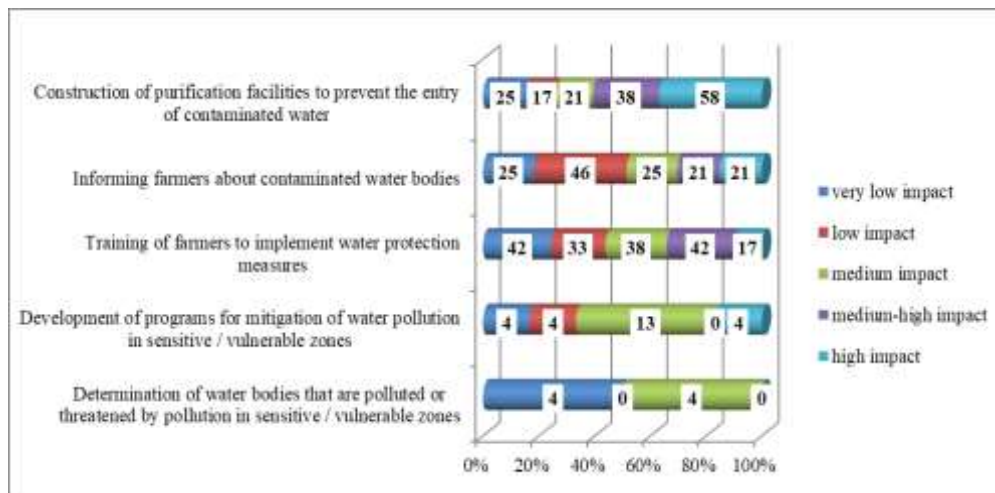 Construction of purification facilities to prevent the entry
of contaminated water
25 17 21 38 58
Informing farmers about contaminated water bodies
25 46 25 21 21
Training of farmers to implement water protection
measures
42 33 38 42 17
Development of programs for mitigation of water pollution
in sensitive / vulnerable zones
4 4 13 0 4
Determination of water bodies that are polluted or
threatened by pollution in sensitive / vulnerable zones
4 0 4 0
0% 20% 40% 60% 80% 100%
very low impact
low impact
medium impact
medium-high impact
high impact